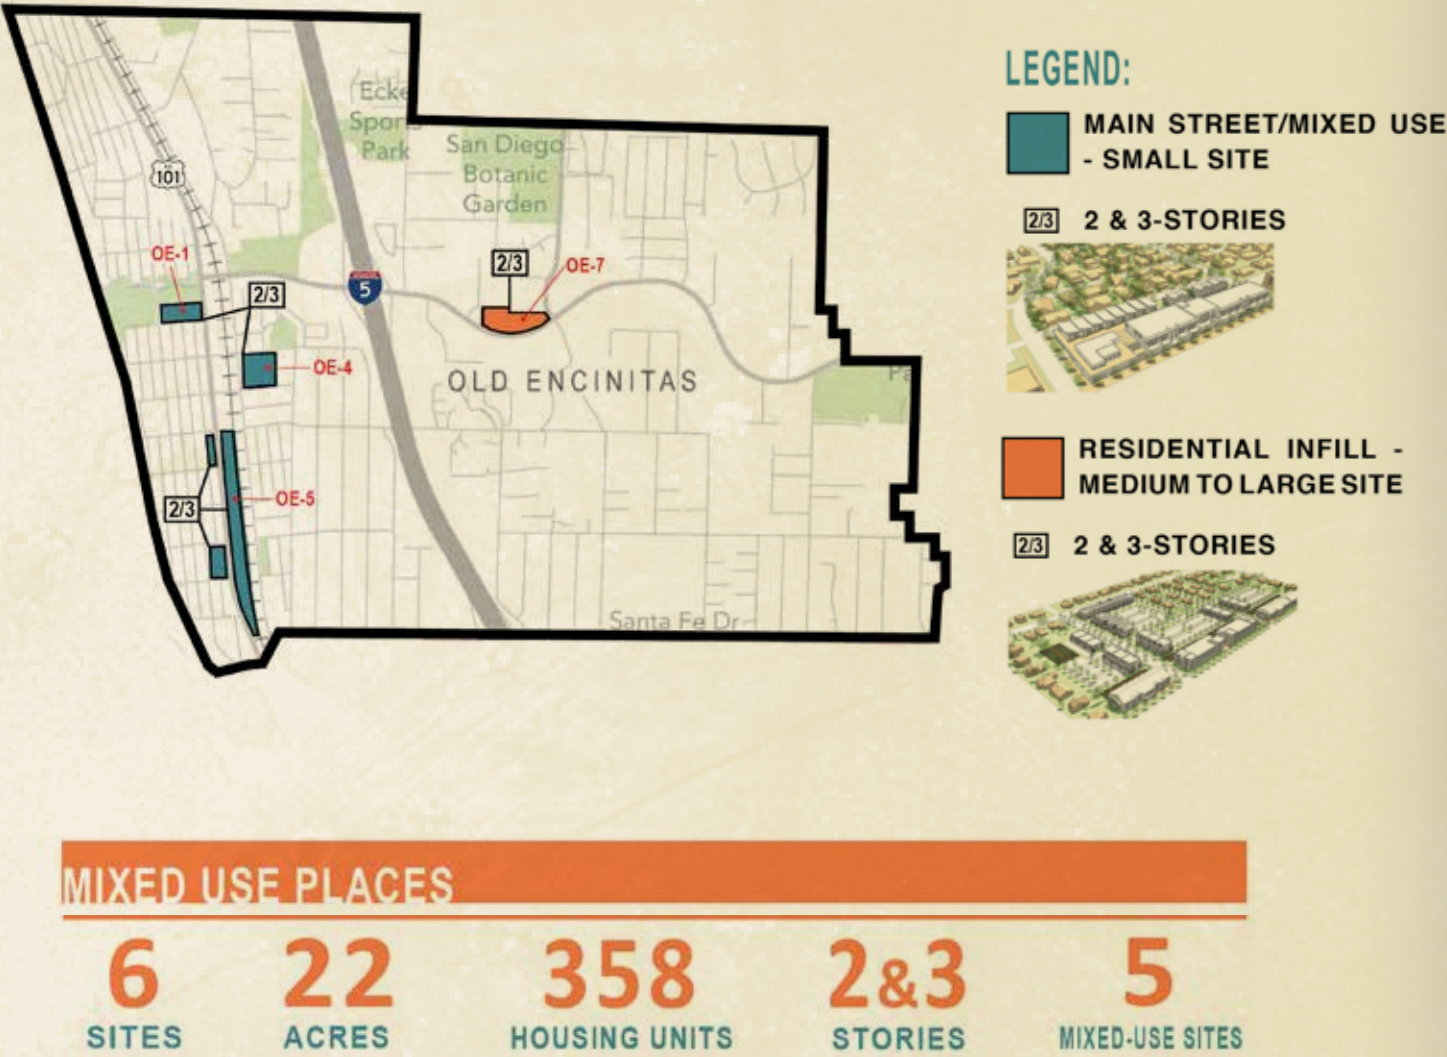 Ecke
Sports
Park
San Diego
Botanic
Garden
101
OE-1
2/3
2/3
OE-7
5
2/3
OE-4
OLD ENCINITAS
Pa
2/3
OE-5
Santa Fe Dr
LEGEND:
MAIN STREET/MIXED USE
- SMALL SITE
2/3 2 & 3-STORIES
RESIDENTIAL INFILL -
MEDIUM TO LARGE SITE
2/3 2 & 3-STORIES
MIXED USE PLACES
6 22 358 2&3 5
SITES ACRES HOUSING UNITS STORIES MIXED-USE SITES